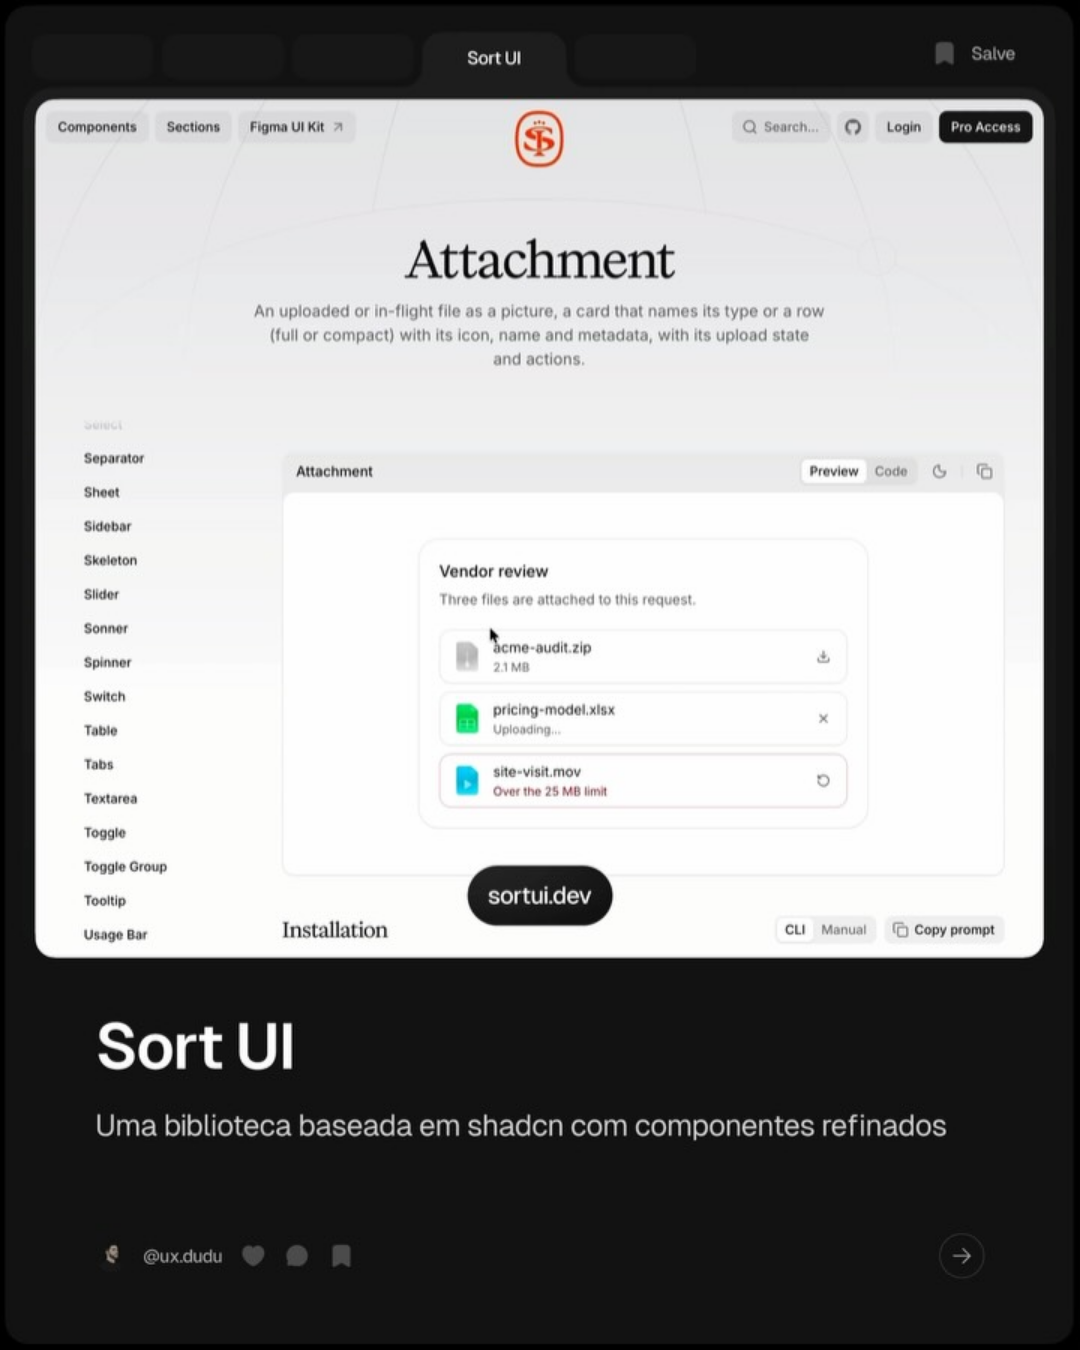 Sort UI
Salve
Components
Sections
Figma UI Kit
Search...
Login
Pro Access
Attachment
An uploaded or in-flight file as a picture, a card that names its type or a row
(full or compact) with its icon, name and metadata, with its upload state
and actions.
Select
Separator
Sheet
Sidebar
Skeleton
Slider
Sonner
Spinner
Switch
Table
Tabs
Textarea
Toggle
Toggle Group
Tooltip
Usage Bar
Attachment
Preview
Code
Vendor review
Three files are attached to this request.
acme-audit.zip
2.1 MB
pricing-model.xlsx
Uploading...
site-visit.mov
Over the 25 MB limit
sortui.dev
Installation
CLI
Manual
Copy prompt
Sort UI
Uma biblioteca baseada em shadcn com componentes refinados
@ux.dudu